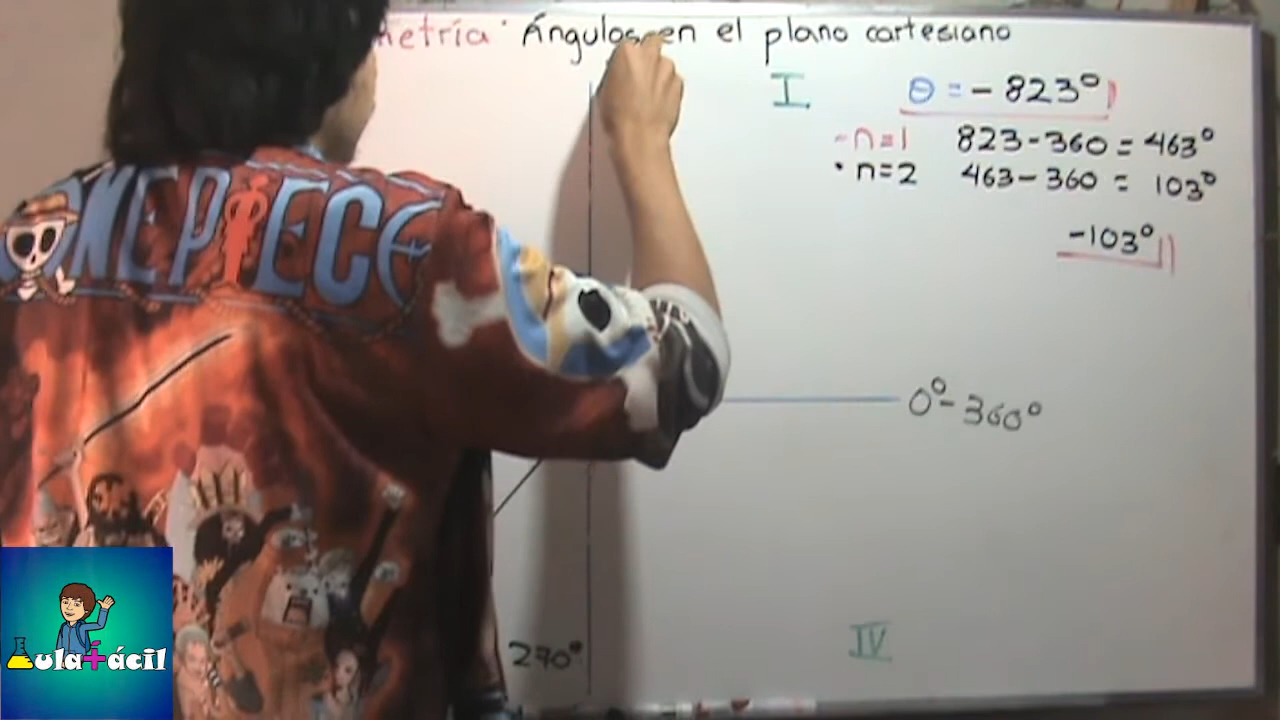 metría • Ángulos en el plano cartesiano
I
θ = - 823°
- n=1 823-360 = 463°
• n=2 463-360 = 103°
-103°
ONE PIECE
0°- 360°
270°
IV
Aula+ácil